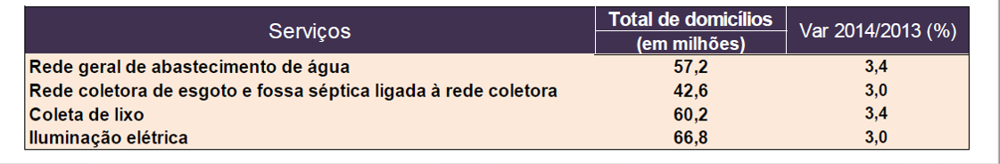 Serviços Total de domicílios (em milhões) Var 2014/2013 (%)
Rede geral de abastecimento de água 57,2 3,4
Rede coletora de esgoto e fossa séptica ligada à rede coletora 42,6 3,0
Coleta de lixo 60,2 3,4
Iluminação elétrica 66,8 3,0